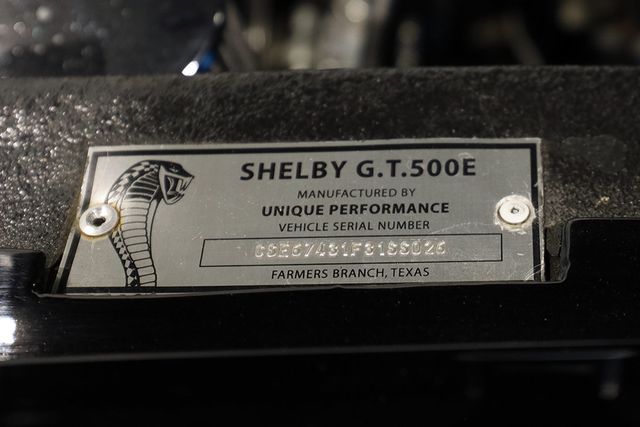 SHELBY G.T.500E
MANUFACTURED BY
UNIQUE PERFORMANCE
VEHICLE SERIAL NUMBER
FARMERS BRANCH, TEXAS